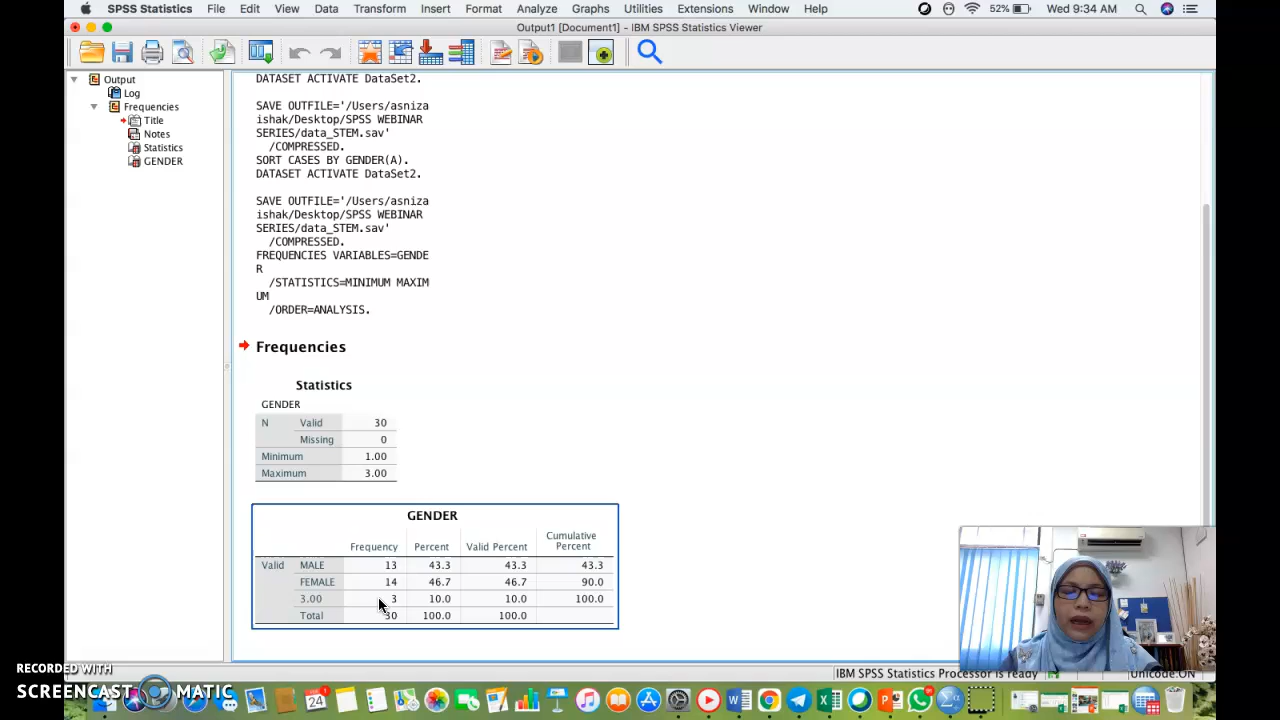 SPSS Statistics File Edit View Data Transform Insert Format Analyze Graphs Utilities Extensions Window Help 52% Wed 9:34 AM
Output1 [Document1] - IBM SPSS Statistics Viewer
Output
Log
Frequencies
Title
Notes
Statistics
GENDER
DATASET ACTIVATE DataSet2.
SAVE OUTFILE='/Users/asniza
ishak/Desktop/SPSS WEBINAR
SERIES/data_STEM.sav'
/COMPRESSED.
SORT CASES BY GENDER(A).
DATASET ACTIVATE DataSet2.
SAVE OUTFILE='/Users/asniza
ishak/Desktop/SPSS WEBINAR
SERIES/data_STEM.sav'
/COMPRESSED.
FREQUENCIES VARIABLES=GENDE
R
/STATISTICS=MINIMUM MAXIM
UM
/ORDER=ANALYSIS.
Frequencies
Statistics
GENDER
N Valid 30
Missing 0
Minimum 1.00
Maximum 3.00
GENDER
Frequency Percent Valid Percent Cumulative Percent
Valid MALE 13 43.3 43.3 43.3
FEMALE 14 46.7 46.7 90.0
3.00 3 10.0 10.0 100.0
Total 30 100.0 100.0
IBM SPSS Statistics Processor is ready Unicode:ON
RECORDED WITH
SCREENCAST MATIC